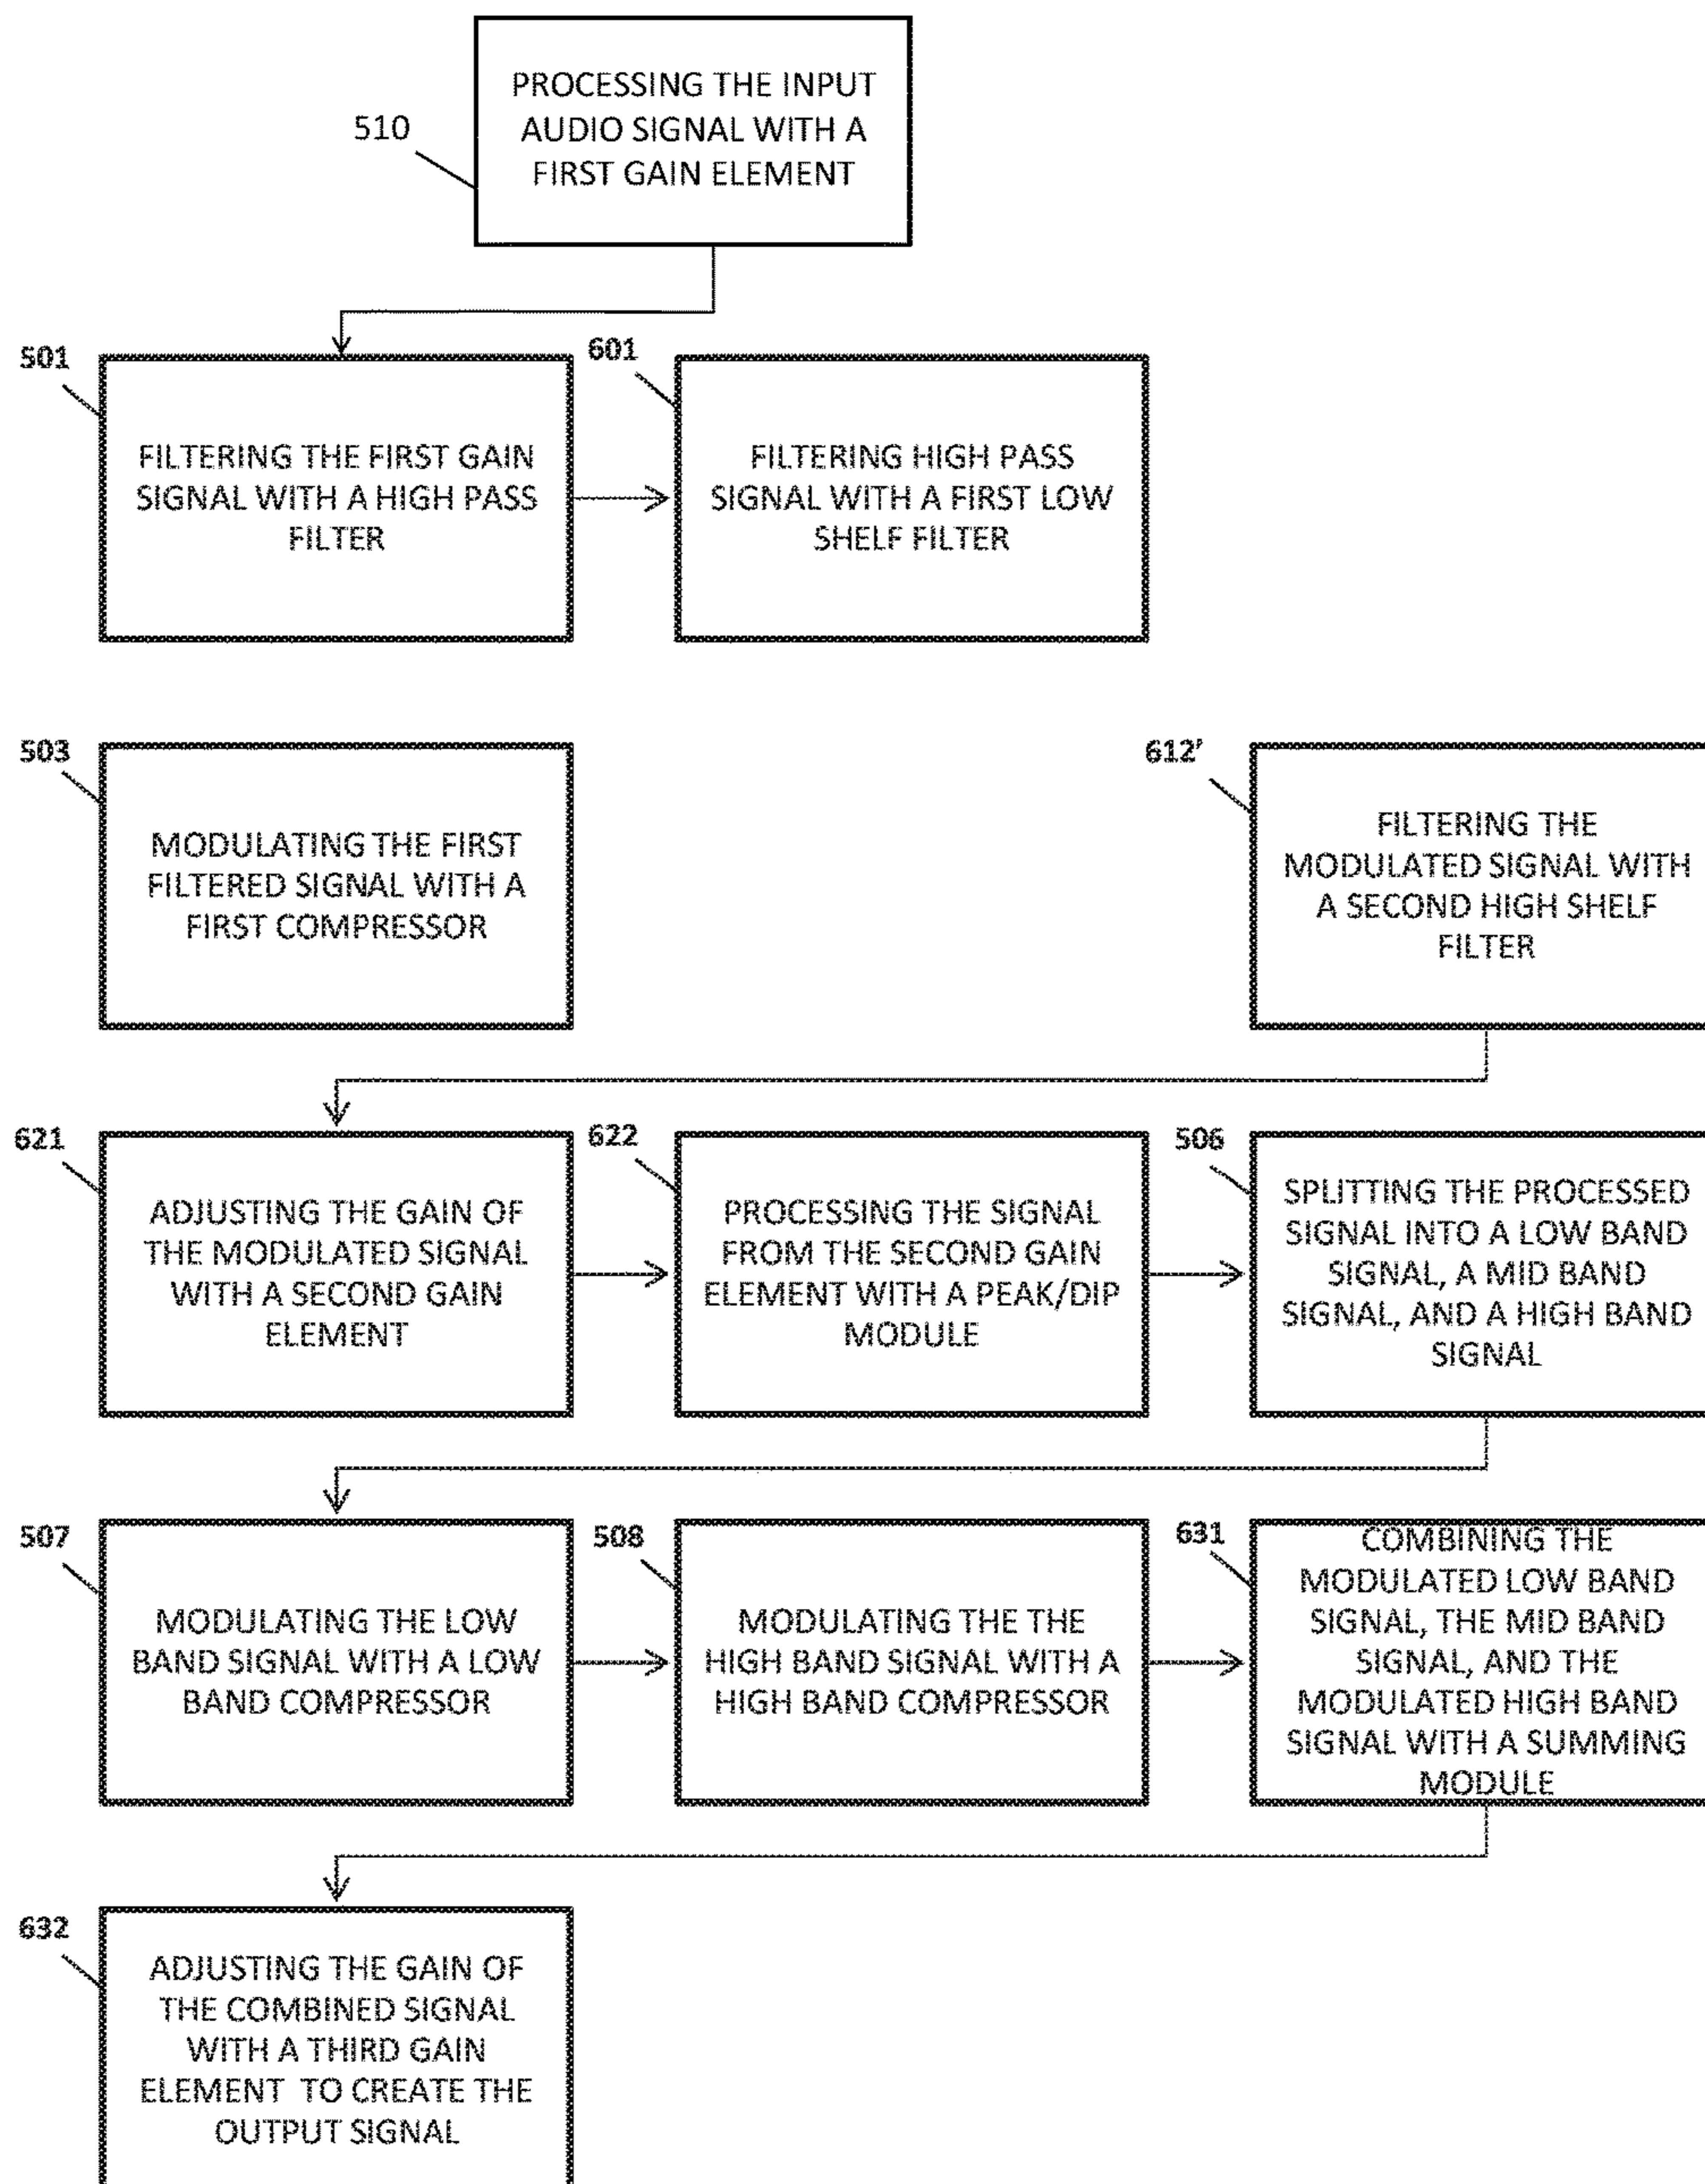 510
PROCESSING THE INPUT
AUDIO SIGNAL WITH A
FIRST GAIN ELEMENT
501
FILTERING THE FIRST GAIN
SIGNAL WITH A HIGH PASS
FILTER
601
FILTERING HIGH PASS
SIGNAL WITH A FIRST LOW
SHELF FILTER
503
MODULATING THE FIRST
FILTERED SIGNAL WITH A
FIRST COMPRESSOR
612'
FILTERING THE
MODULATED SIGNAL WITH
A SECOND HIGH SHELF
FILTER
621
ADJUSTING THE GAIN OF
THE MODULATED SIGNAL
WITH A SECOND GAIN
ELEMENT
622
PROCESSING THE SIGNAL
FROM THE SECOND GAIN
ELEMENT WITH A PEAK/DIP
MODULE
506
SPLITTING THE PROCESSED
SIGNAL INTO A LOW BAND
SIGNAL, A MID BAND
SIGNAL, AND A HIGH BAND
SIGNAL
507
MODULATING THE LOW
BAND SIGNAL WITH A LOW
BAND COMPRESSOR
508
MODULATING THE THE
HIGH BAND SIGNAL WITH A
HIGH BAND COMPRESSOR
631
COMBINING THE
MODULATED LOW BAND
SIGNAL, THE MID BAND
SIGNAL, AND THE
MODULATED HIGH BAND
SIGNAL WITH A SUMMING
MODULE
632
ADJUSTING THE GAIN OF
THE COMBINED SIGNAL
WITH A THIRD GAIN
ELEMENT TO CREATE THE
OUTPUT SIGNAL